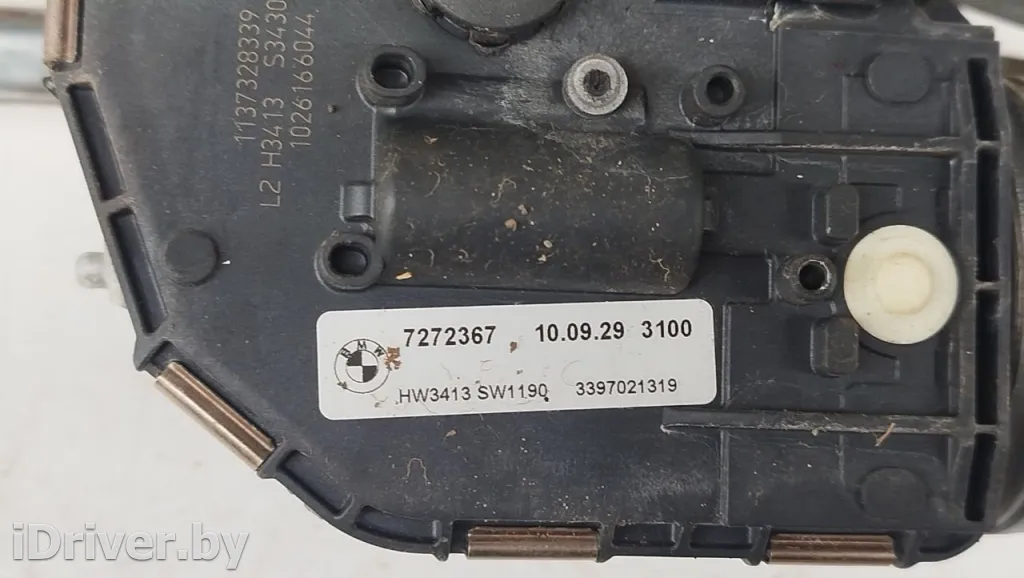 1137328339
L2 H3413 S3430
1026166044
BMW
7272367 10.09.29 3100
HW3413 SW1190 3397021319
iDriver.by